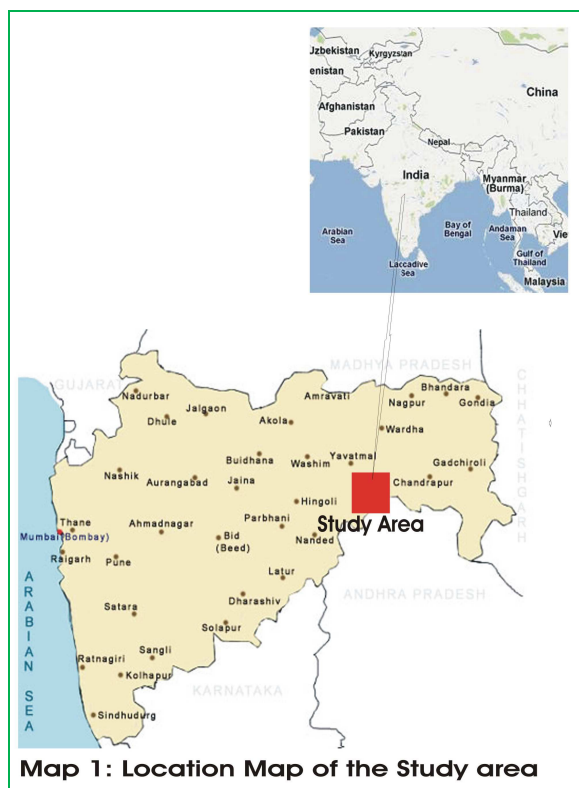 Jzbekistan
Kyrgyzstan
enistan
China
Afghanistan
Pakistan
Nepal
India
Myanmar
(Burma)
Thailand
Vie
Arabian
Sea
Bay of
Bengal
Andaman
Sea
Gulf of
Thailand
Laccadive
Sea
Malaysia
MADHYA PRADESH
GUJARAT
CHHATISHGARH
Nadurbar
Jalgaon
Dhule
Akola
Amravati
Nagpur
Bhandara
Gondia
Wardha
Buidhana
Washim
Yavatmal
Gadchiroli
Nashik
Aurangabad
Jaina
Chandrapur
Hingoli
Study Area
Thane
Mumbai(Bombay)
Ahmadnagar
Parbhani
Bid
(Beed)
Nanded
Raigarh
Pune
Latur
ANDHRA PRADESH
Dharashiv
Satara
Solapur
Sangli
Ratnagiri
Kolhapur
KARNATAKA
Sindhudurg
ARABIAN SEA
Map 1: Location Map of the Study area